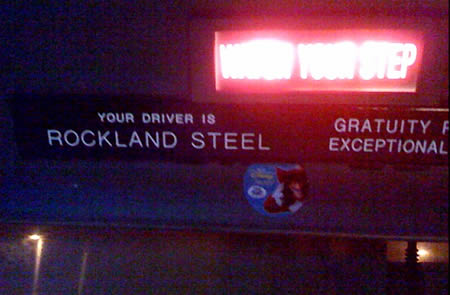 WATCH YOUR STEP
YOUR DRIVER IS
ROCKLAND STEEL
GRATUITY
EXCEPTIONAL